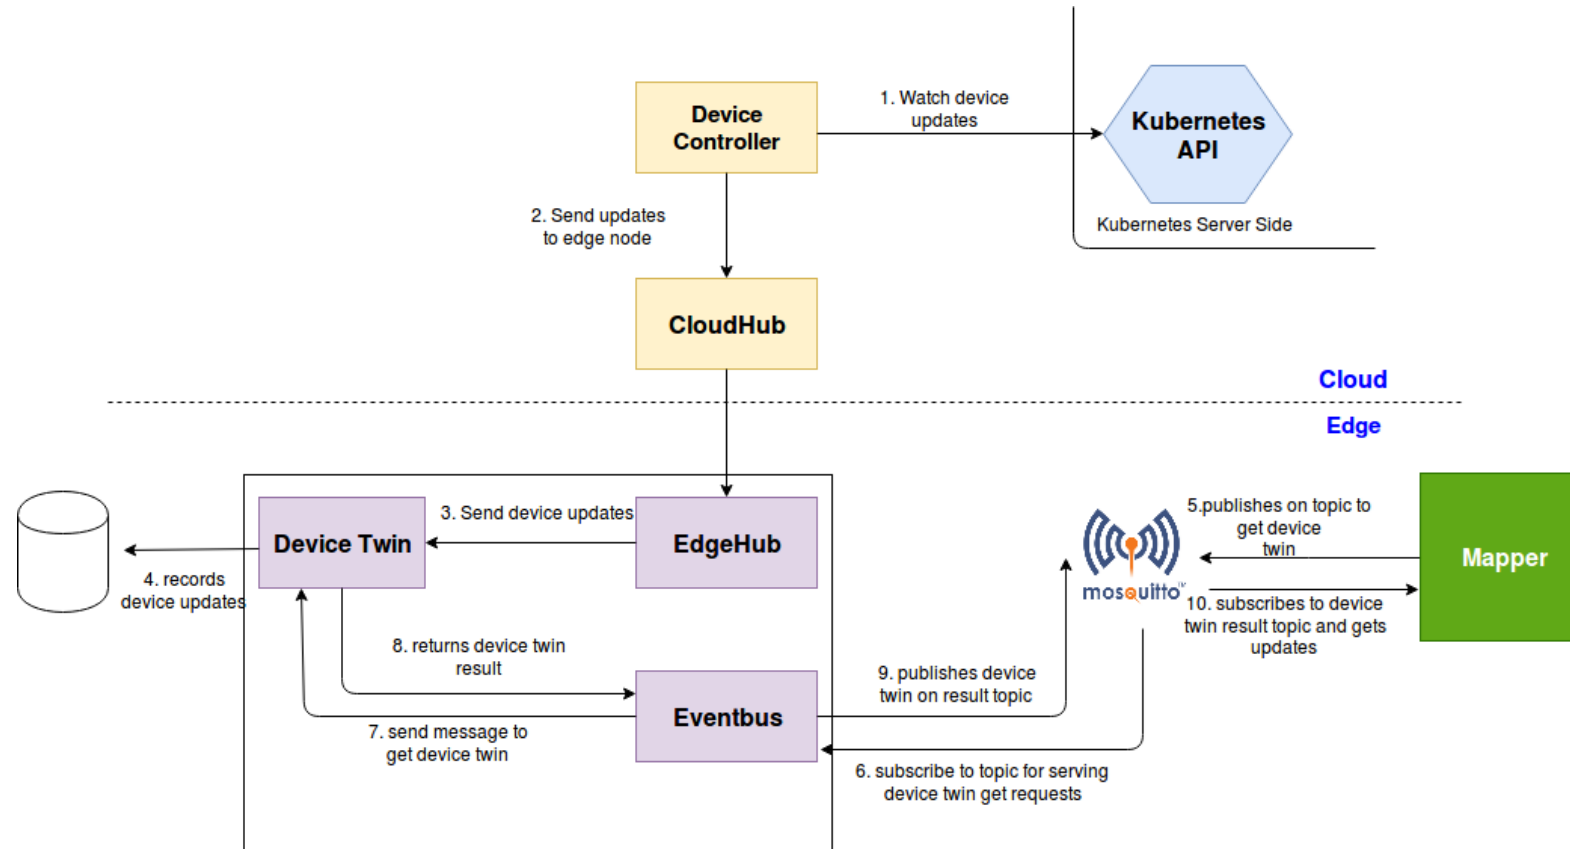 Device
Controller
1. Watch device
updates
Kubernetes
API
Kubernetes Server Side
2. Send updates
to edge node
CloudHub
Cloud
Edge
Device Twin
3. Send device updates
EdgeHub
4. records
device updates
5.publishes on topic to
get device
twin
mosquitto™
Mapper
10. subscribes to device
twin result topic and gets
updates
8. returns device twin
result
9. publishes device
twin on result topic
Eventbus
7. send message to
get device twin
6. subscribe to topic for serving
device twin get requests